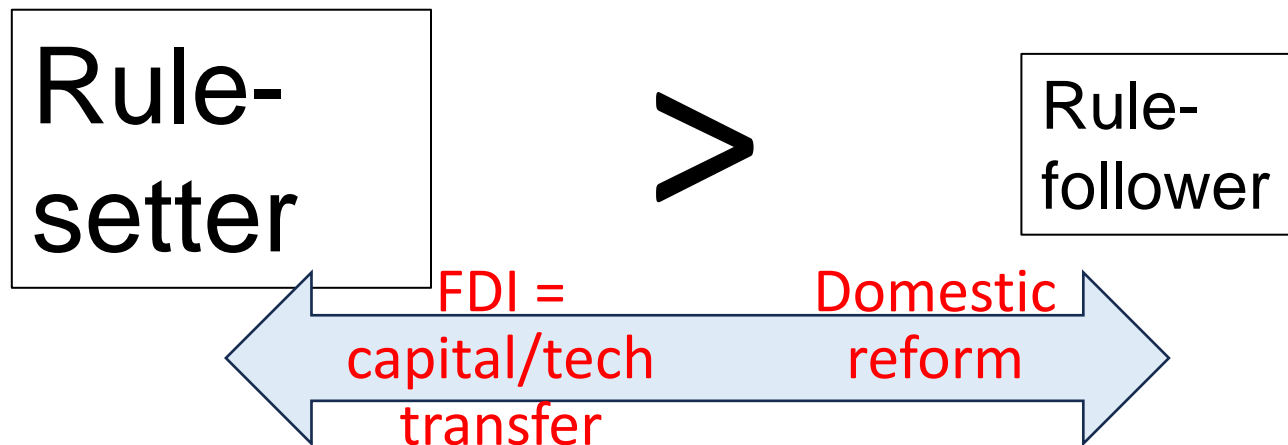 Rule-
setter
>
Rule-
follower
FDI =
capital/tech
transfer
Domestic
reform